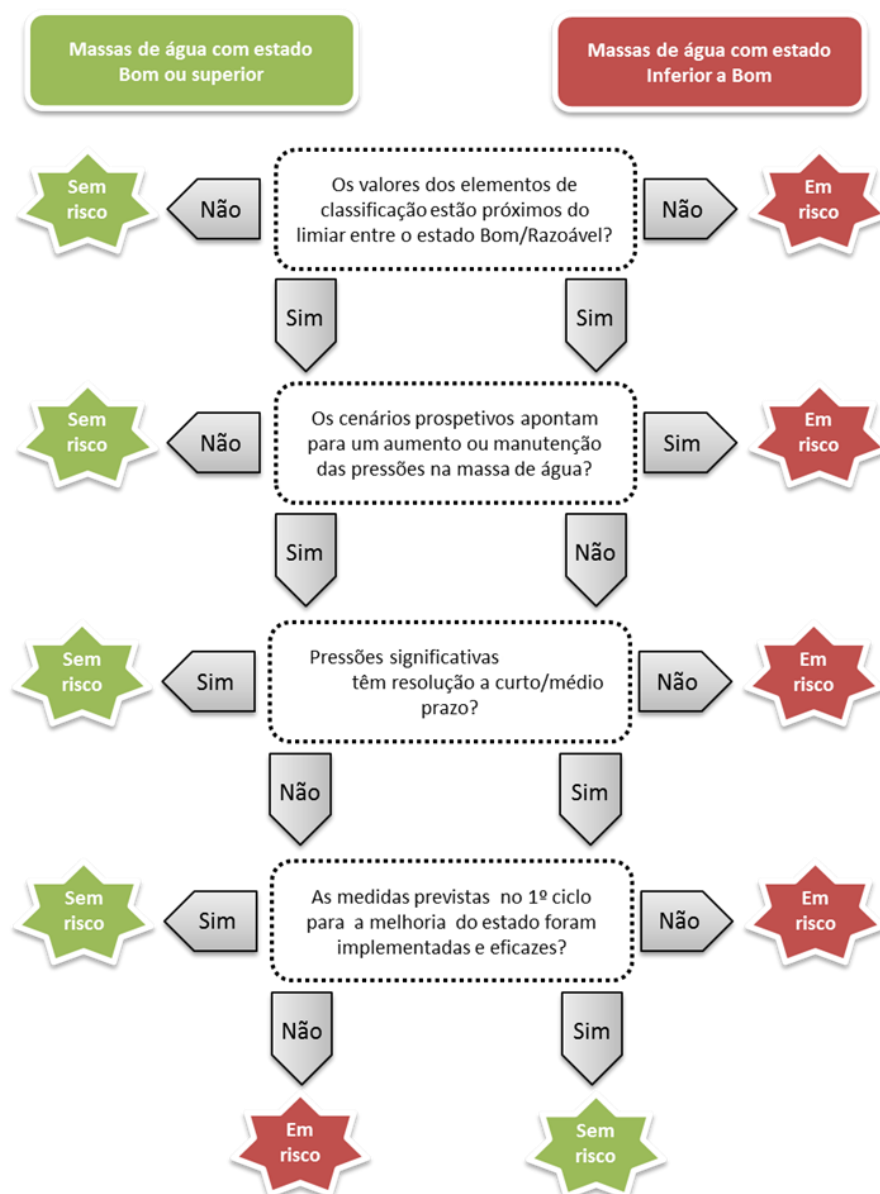 Massas de água com estado
Bom ou superior
Massas de água com estado
Inferior a Bom
Sem
risco
Não
Os valores dos elementos de
classificação estão próximos do
limiar entre o estado Bom/Razoável?
Não
Em
risco
Sim
Sim
Sem
risco
Não
Os cenários prospetivos apontam
para um aumento ou manutenção
das pressões na massa de água?
Sim
Em
risco
Sim
Não
Sem
risco
Sim
Pressões significativas
têm resolução a curto/médio
prazo?
Não
Em
risco
Não
Sim
Sem
risco
Sim
As medidas previstas no 1º ciclo
para a melhoria do estado foram
implementadas e eficazes?
Não
Em
risco
Não
Sim
Em
risco
Sem
risco